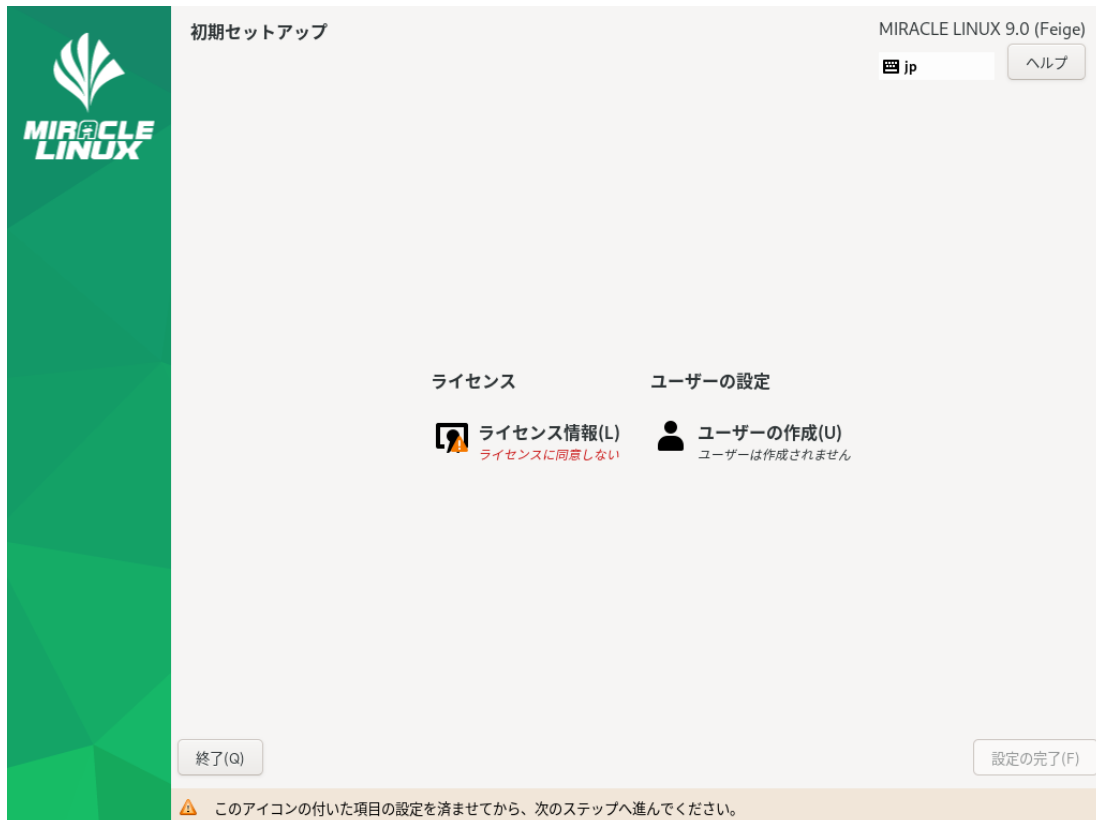 MIRACLE
LINUX
初期セットアップ
MIRACLE LINUX 9.0 (Feige)
jp
ヘルプ
ライセンス
ライセンス情報(L)
ライセンスに同意しない
ユーザーの設定
ユーザーの作成(U)
ユーザーは作成されません
終了(Q)
設定の完了(F)
このアイコンの付いた項目の設定を済ませてから、次のステップへ進んでください。